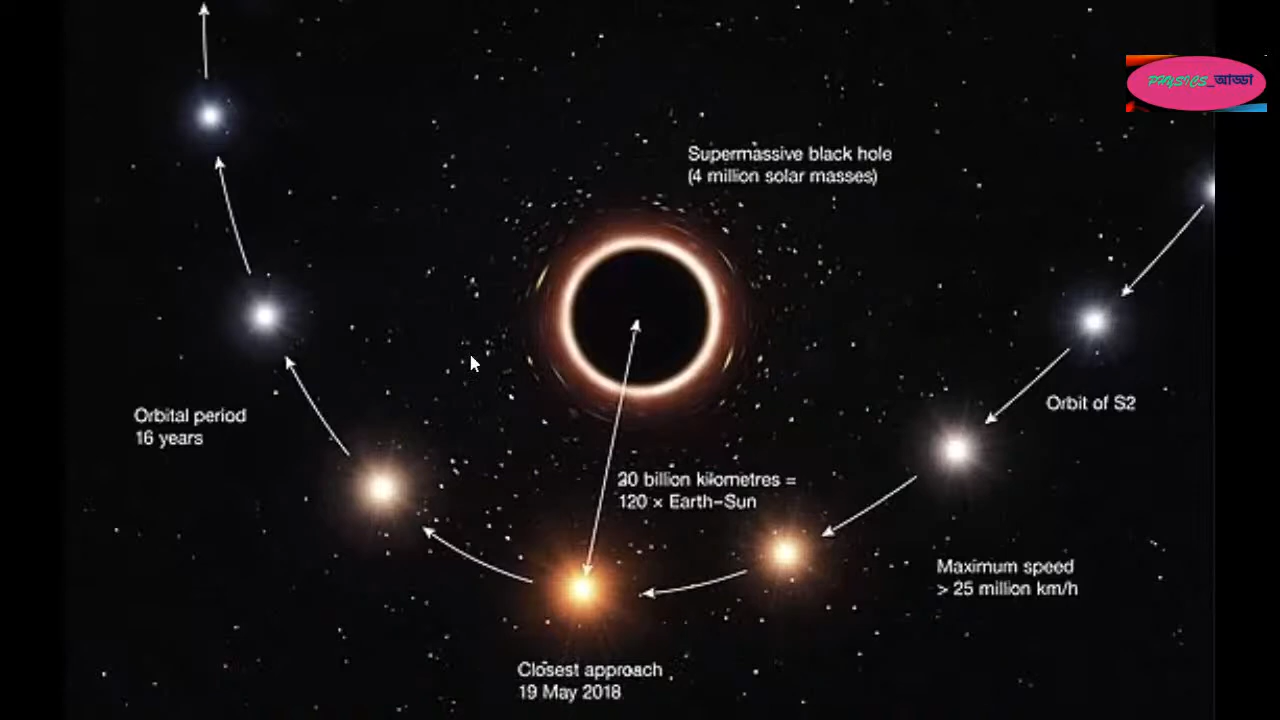 PHYSICS_আড্ডা
Supermassive black hole
(4 million solar masses)
Orbit of S2
Orbital period
16 years
20 billion kilometres =
120 × Earth–Sun
Maximum speed
> 25 million km/h
Closest approach
19 May 2018